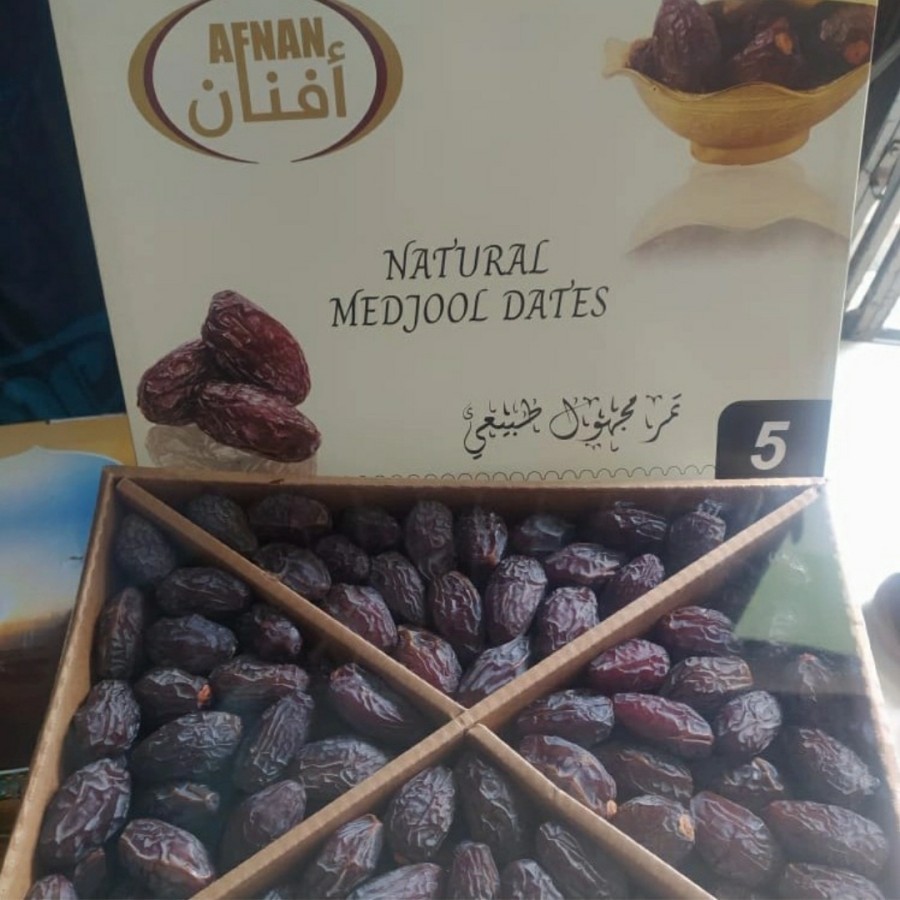 AFNAN
أفنان
NATURAL
MEDJOOL DATES
تمر مجهول طبيعي
5